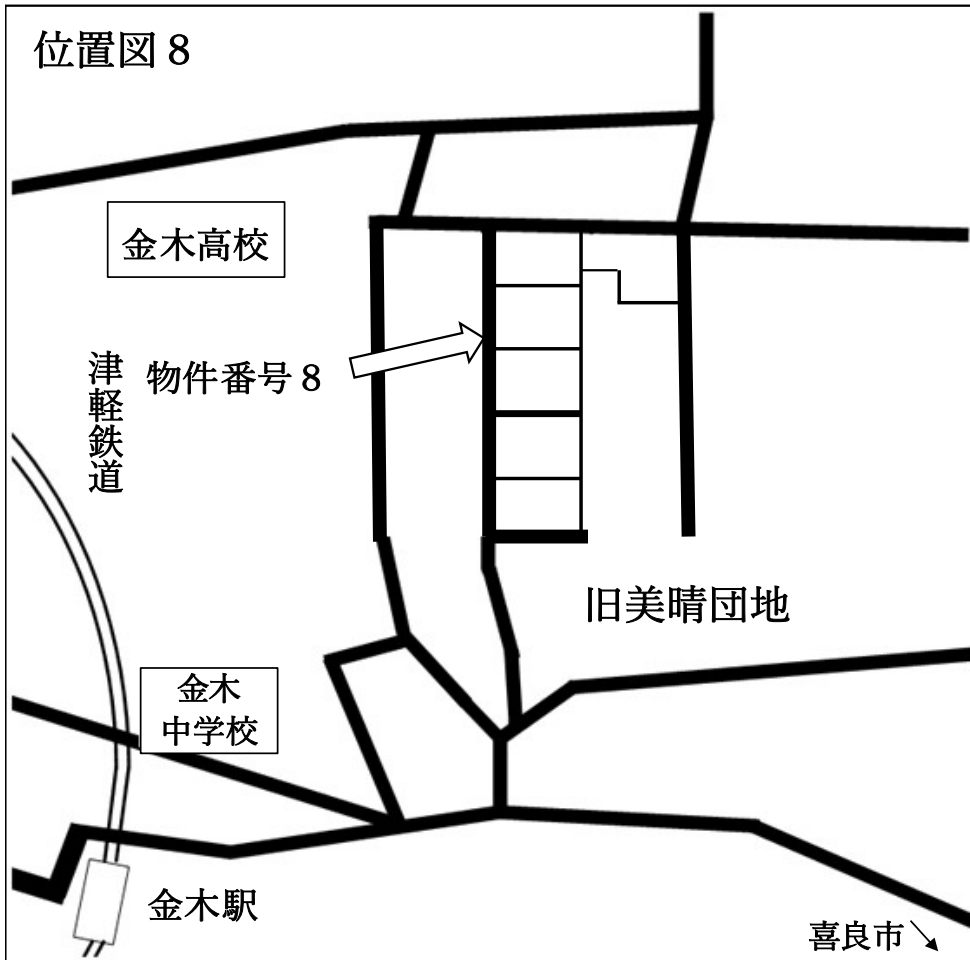 位置図８
金木高校
津軽鉄道
物件番号８
旧美晴団地
金木
中学校
金木駅
喜良市